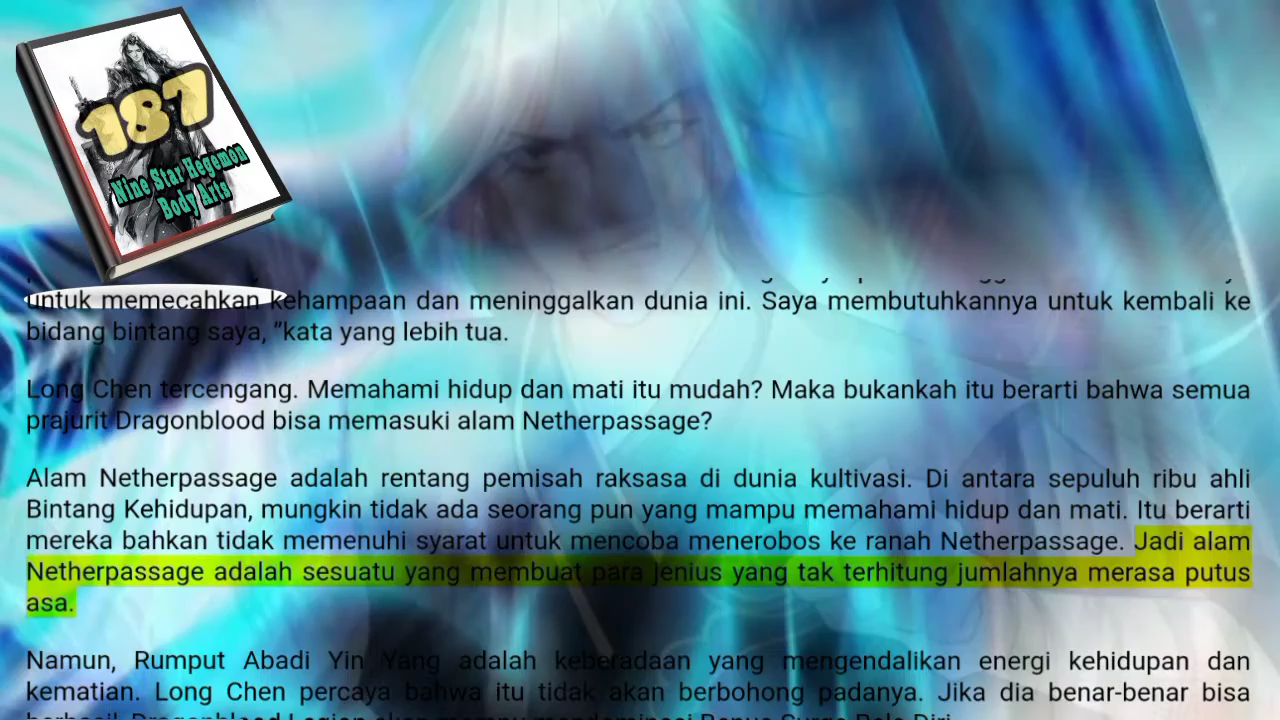 187
Nine Star Hegemon
Body Arts
untuk memecahkan kehampaan dan meninggalkan dunia ini. Saya membutuhkannya untuk kembali ke
bidang bintang saya, ”kata yang lebih tua.
Long Chen tercengang. Memahami hidup dan mati itu mudah? Maka bukankah itu berarti bahwa semua
prajurit Dragonblood bisa memasuki alam Netherpassage?
Alam Netherpassage adalah rentang pemisah raksasa di dunia kultivasi. Di antara sepuluh ribu ahli
Bintang Kehidupan, mungkin tidak ada seorang pun yang mampu memahami hidup dan mati. Itu berarti
mereka bahkan tidak memenuhi syarat untuk mencoba menerobos ke ranah Netherpassage. Jadi alam
Netherpassage adalah sesuatu yang membuat para jenius yang tak terhitung jumlahnya merasa putus
asa.
Namun, Rumput Abadi Yin Yang adalah keberadaan yang mengendalikan energi kehidupan dan
kematian. Long Chen percaya bahwa itu tidak akan berbohong padanya. Jika dia benar-benar bisa